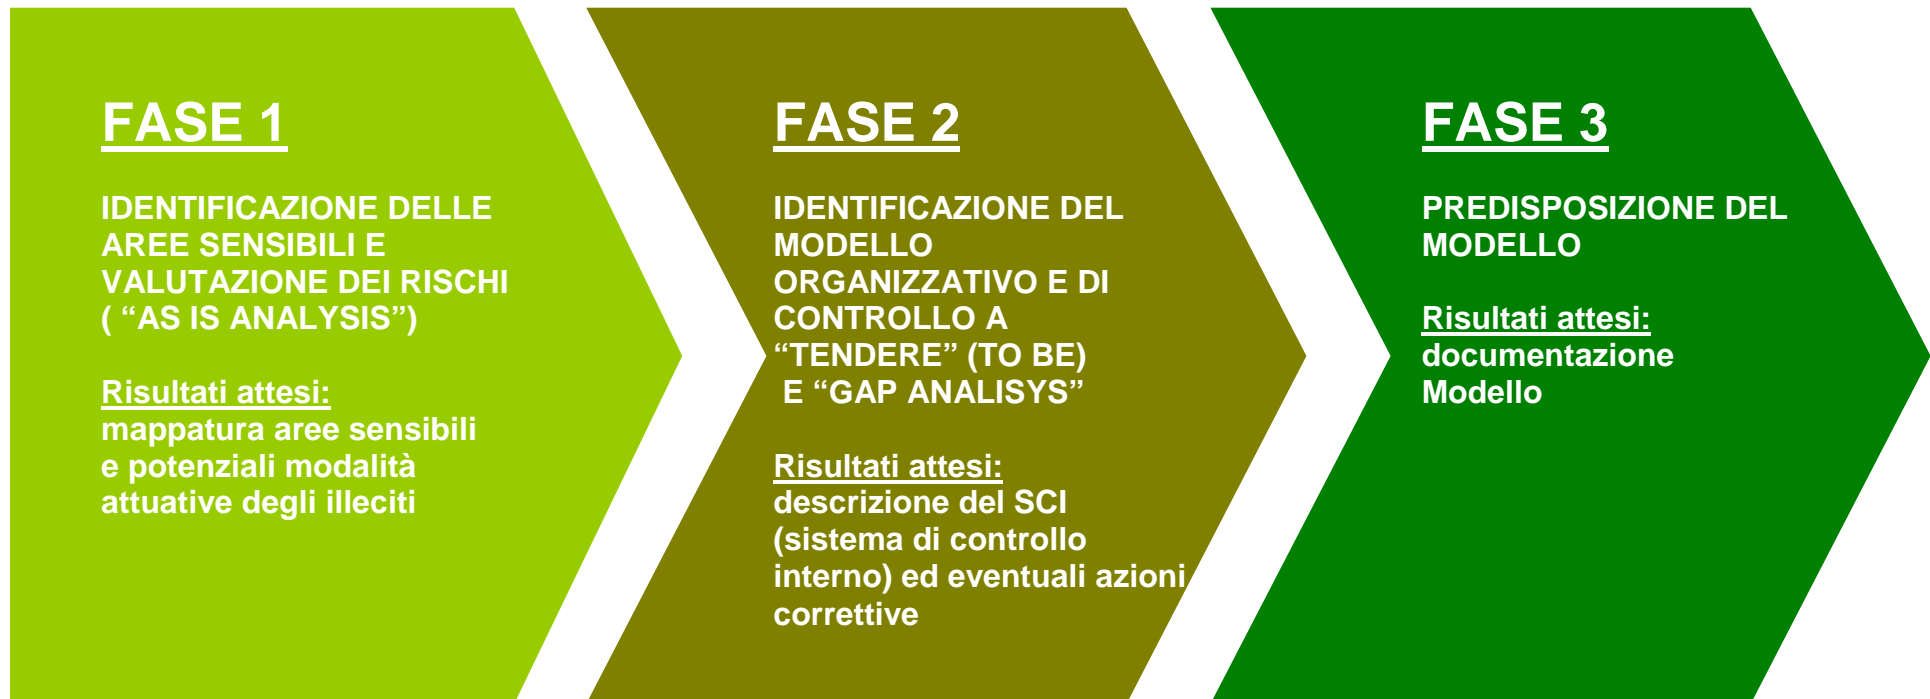 FASE 1
IDENTIFICAZIONE DELLE
AREE SENSIBILI E
VALUTAZIONE DEI RISCHI
( “AS IS ANALYSIS”)
Risultati attesi:
mappatura aree sensibili
e potenziali modalità
attuative degli illeciti
FASE 2
IDENTIFICAZIONE DEL
MODELLO
ORGANIZZATIVO E DI
CONTROLLO A
“TENDERE” (TO BE)
E “GAP ANALISYS”
Risultati attesi:
descrizione del SCI
(sistema di controllo
interno) ed eventuali azioni
correttive
FASE 3
PREDISPOSIZIONE DEL
MODELLO
Risultati attesi:
documentazione
Modello